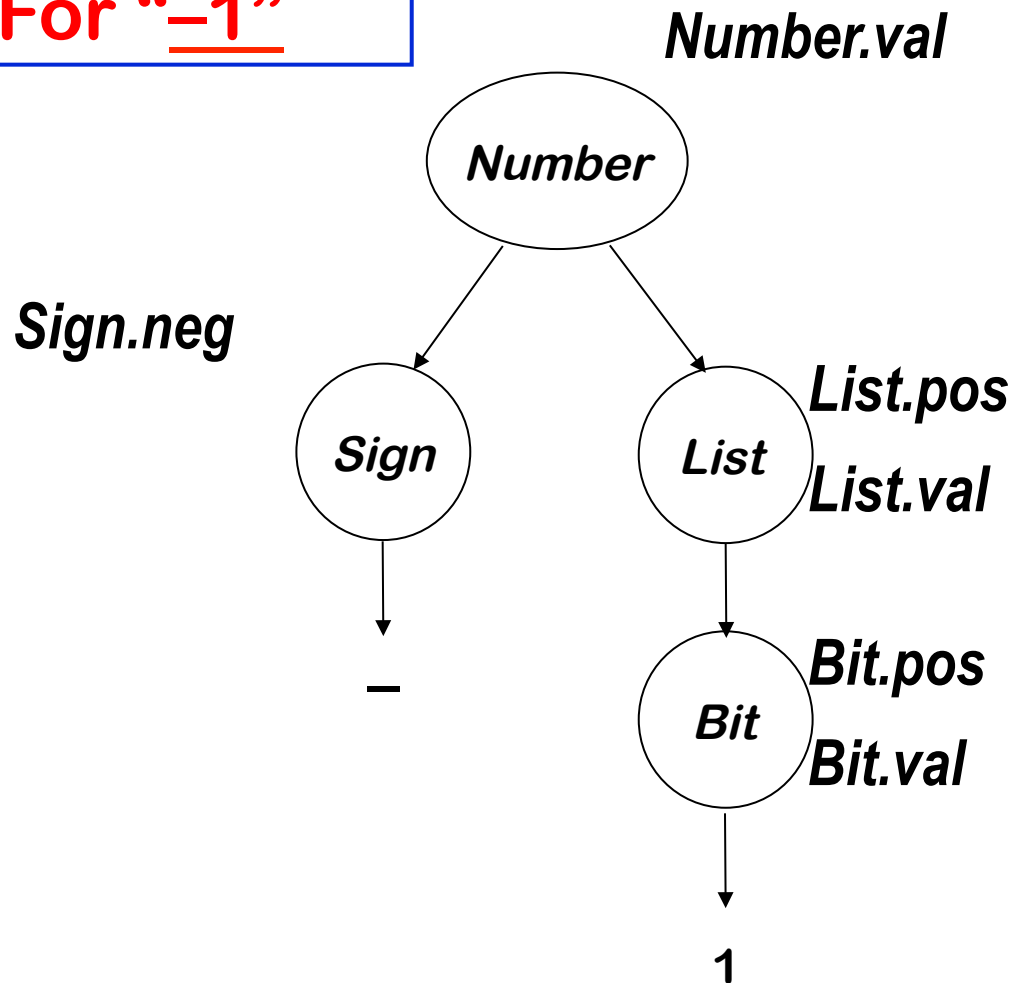 For “–1”
Number.val
Number
Sign.neg
Sign
List
List.pos
List.val
–
Bit
Bit.pos
Bit.val
1